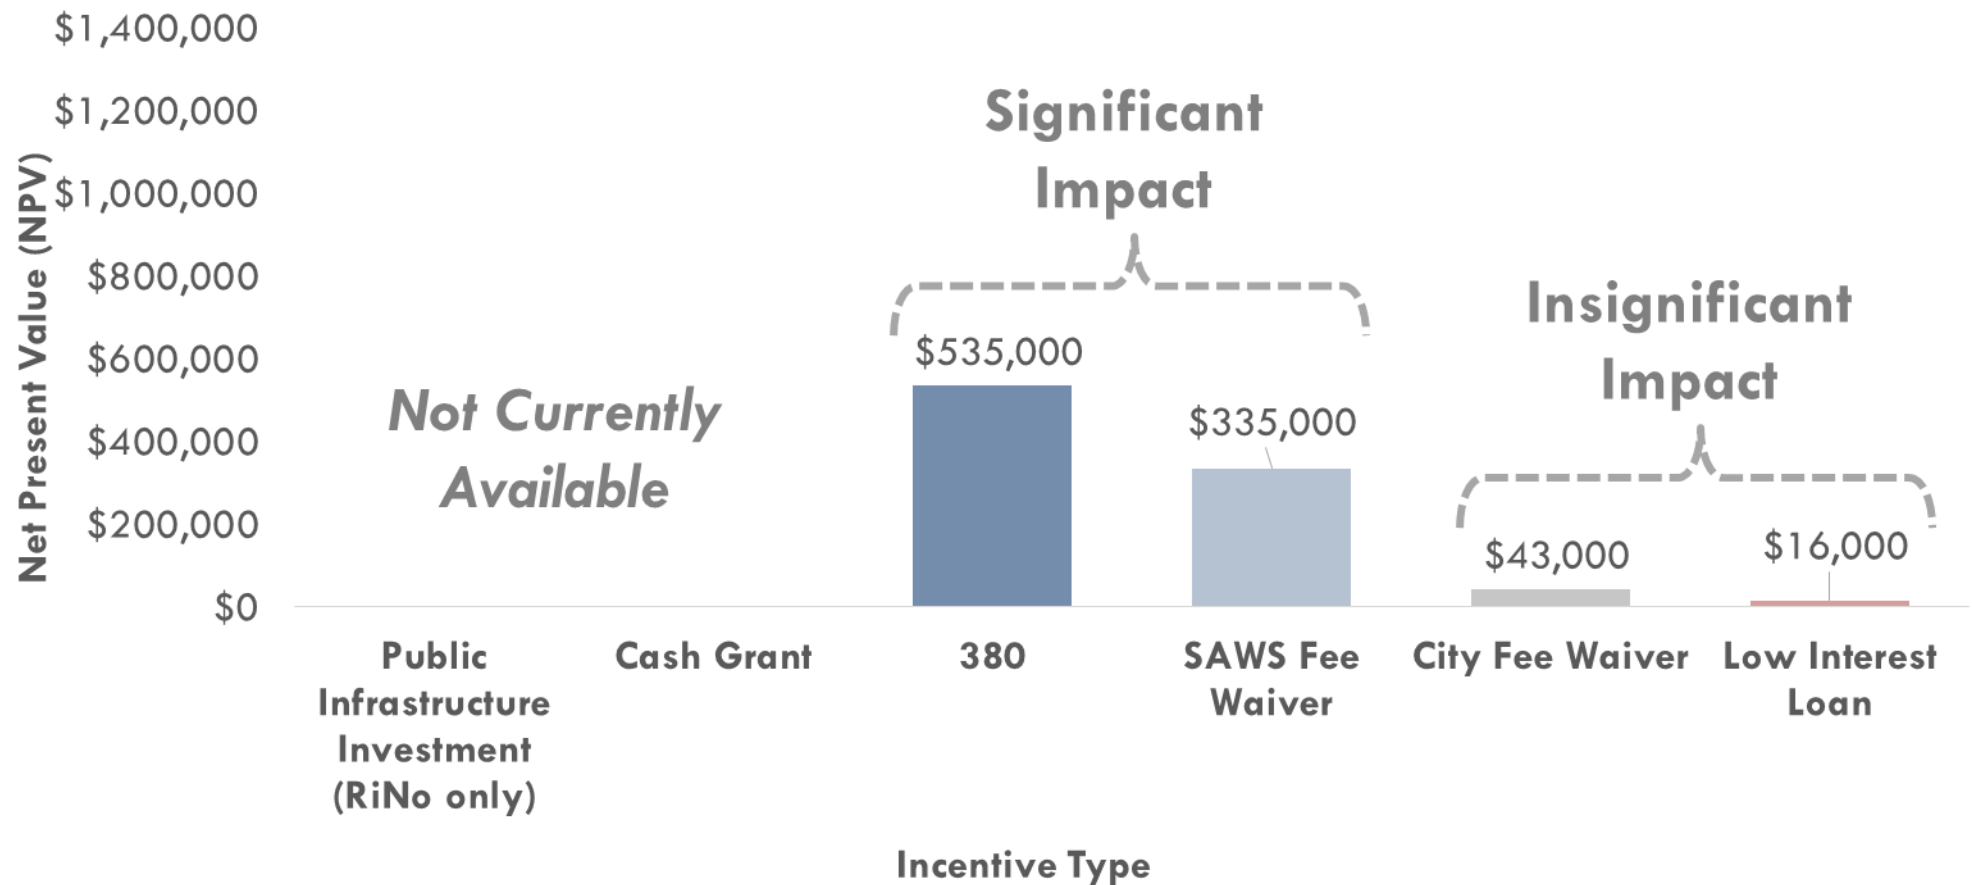 $1,400,000
$1,200,000
$1,000,000
$800,000
$600,000
$400,000
$200,000
$0
Net Present Value (NPV)
Not Currently
Available
Significant
Impact
$535,000
$335,000
Insignificant
Impact
$43,000
$16,000
Public
Infrastructure
Investment
(RiNo only)
Cash Grant
380
SAWS Fee
Waiver
City Fee Waiver
Low Interest
Loan
Incentive Type